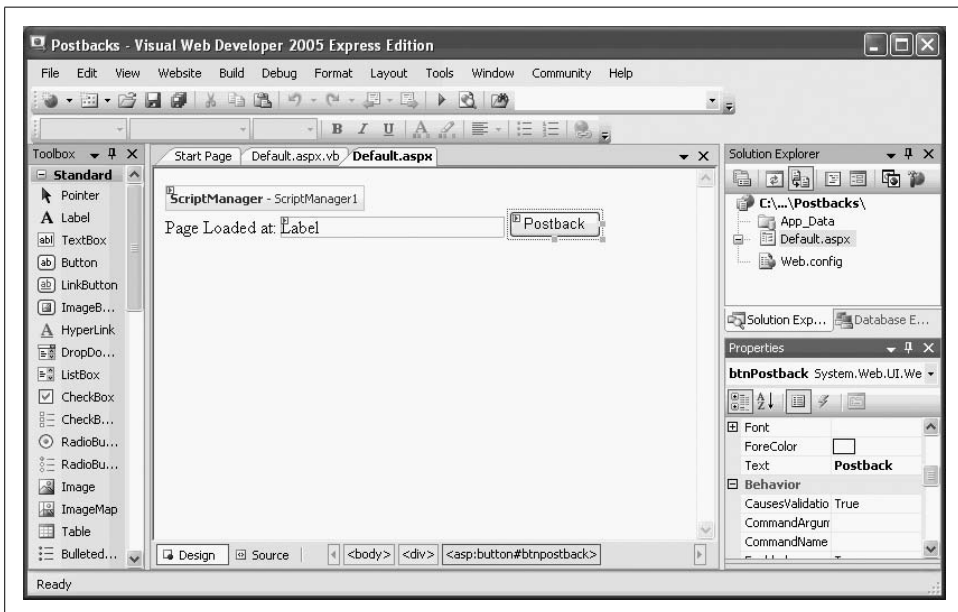 Postbacks - Visual Web Developer 2005 Express Edition
File Edit View Website Build Debug Format Layout Tools Window Community Help
B I U A
Toolbox
Standard
Pointer
A Label
abl TextBox
ab Button
ab LinkButton
ImageB...
A HyperLink
DropDo...
ListBox
CheckBox
CheckB...
RadioBu...
RadioBu...
Image
ImageMap
Table
Bulleted...
Start Page Default.aspx.vb Default.aspx
ScriptManager - ScriptManager1
Page Loaded at: Label
Postback
Design Source <body> <div> <asp:button#btnpostback>
Solution Explorer
C:\...\Postbacks\
App_Data
Default.aspx
Web.config
Solution Exp... Database E...
Properties
btnPostback System.Web.UI.We
Font
ForeColor
Text Postback
Behavior
CausesValidatio True
CommandArgum
CommandName
Ready